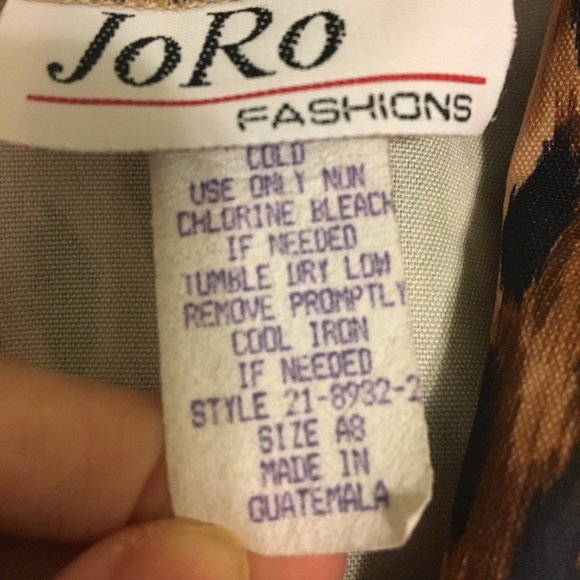 JoRo
FASHIONS
COLD
USE ONLY NON
CHLORINE BLEACH
IF NEEDED
TUMBLE DRY LOW
REMOVE PROMPTLY
COOL IRON
IF NEEDED
STYLE 21-8932-2
SIZE A8
MADE IN
GUATEMALA